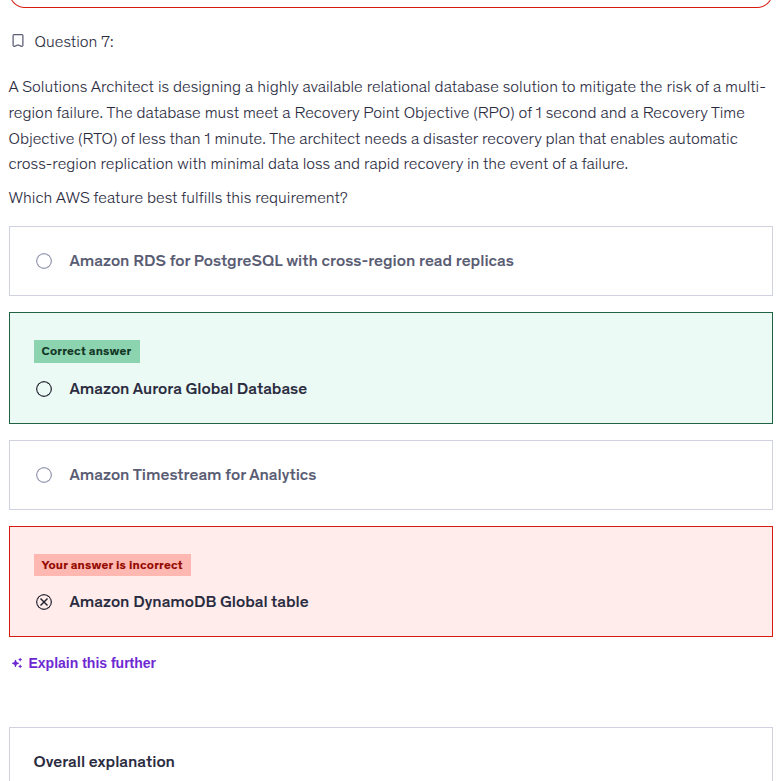 Question 7:
A Solutions Architect is designing a highly available relational database solution to mitigate the risk of a multi-
region failure. The database must meet a Recovery Point Objective (RPO) of 1 second and a Recovery Time
Objective (RTO) of less than 1 minute. The architect needs a disaster recovery plan that enables automatic
cross-region replication with minimal data loss and rapid recovery in the event of a failure.
Which AWS feature best fulfills this requirement?
Amazon RDS for PostgreSQL with cross-region read replicas
Correct answer
Amazon Aurora Global Database
Amazon Timestream for Analytics
Your answer is incorrect
Amazon DynamoDB Global table
Explain this further
Overall explanation